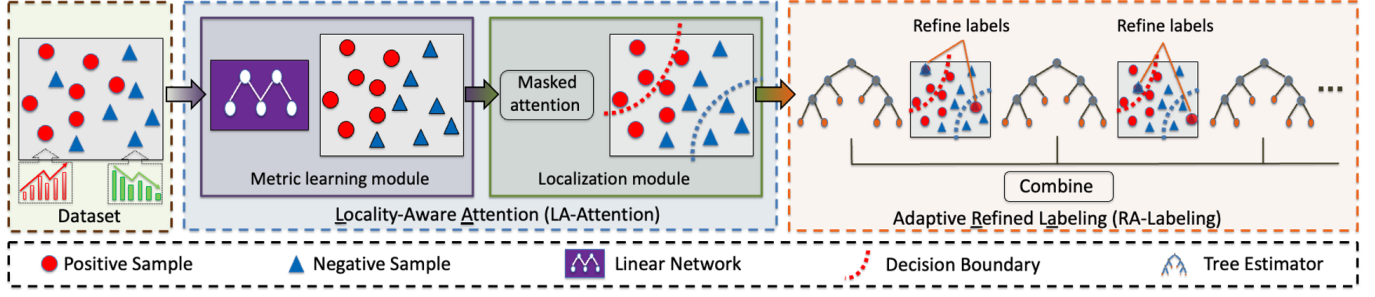 Dataset
Masked
attention
Metric learning module
Localization module
Locality-Aware Attention (LA-Attention)
Refine labels
Refine labels
Combine
Adaptive Refined Labeling (RA-Labeling)
Positive Sample
Negative Sample
Linear Network
Decision Boundary
Tree Estimator